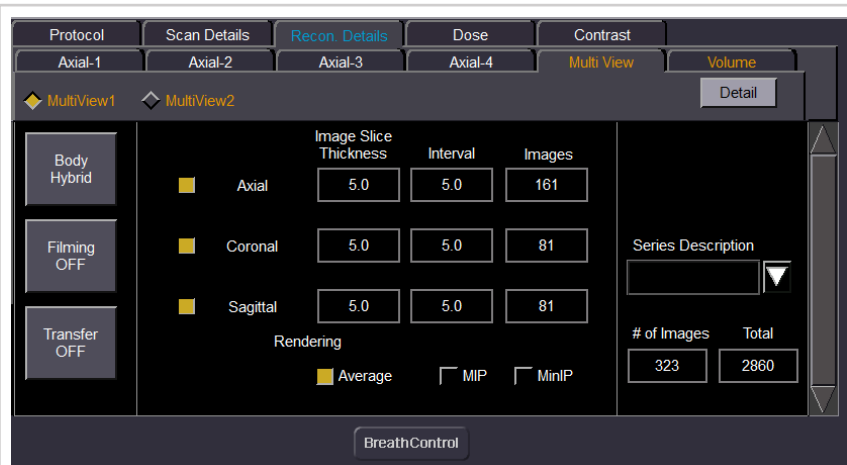 Protocol
Scan Details
Recon. Details
Dose
Contrast
Axial-1
Axial-2
Axial-3
Axial-4
Multi View
Volume
MultiView1
MultiView2
Detail
Body
Hybrid
Filming
OFF
Transfer
OFF
Image Slice
Thickness
Interval
Images
Axial
5.0
5.0
161
Coronal
5.0
5.0
81
Sagittal
5.0
5.0
81
Rendering
Average
MIP
MinIP
Series Description
# of Images
Total
323
2860
BreathControl